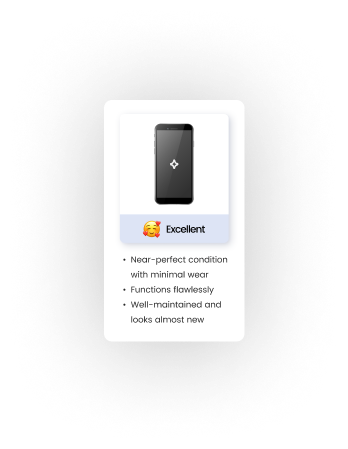 Excellent
• Near-perfect condition
with minimal wear
• Functions flawlessly
• Well-maintained and
looks almost new